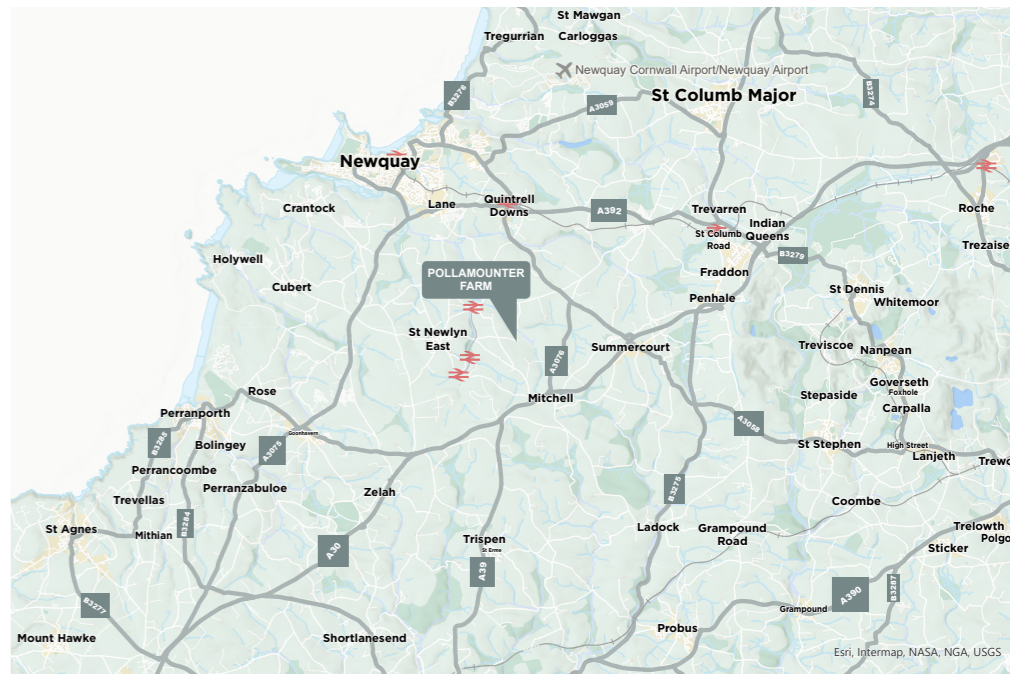 St Mawgan
Tregurrian
Carloggas
Newquay Cornwall Airport/Newquay Airport
B3276
A3059
St Columb Major
B3274
Newquay
Crantock
Lane
Quintrell
Downs
A392
Trevarren
St Columb
Road
Indian
Queens
Roche
Trezaise
Holywell
Cubert
POLLAMOUNTER
FARM
Fraddon
B3279
Penhale
St Dennis
Whitemoor
St Newlyn
East
A3076
Summercourt
Treviscoe
Nanpean
Goverseth
Foxhole
Carpalla
Stepaside
Mitchell
Rose
Perranporth
Goonhavern
Bolingey
B3285
A3075
A3058
St Stephen
High Street
Lanjeth
Trewo
Perrancoombe
Perranzabuloe
Zelah
B3275
Trevellas
Coombe
St Agnes
Mithian
B3284
A30
Trispen
St Erme
A39
Ladock
Grampound
Road
Trelowth
Polgo
Sticker
B3277
A390
B3287
Grampound
Mount Hawke
Shortlanesend
Probus
Esri, Intermap, NASA, NGA, USGS